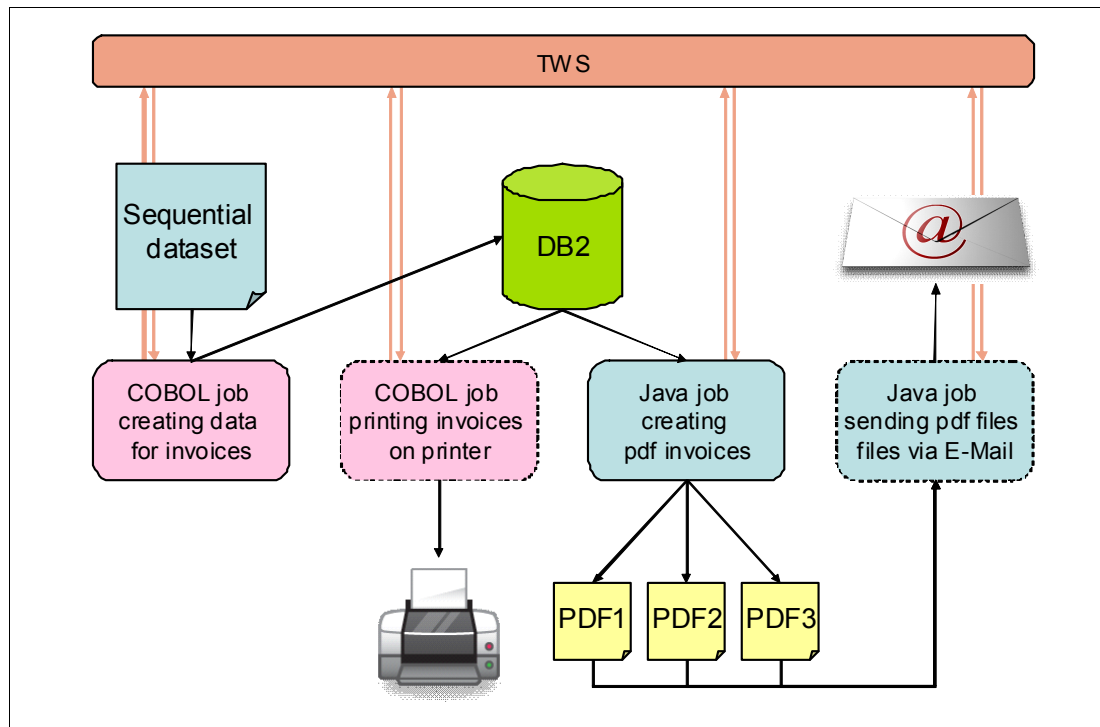 TWS
Sequential
dataset
DB2
@
COBOL job
creating data
for invoices
COBOL job
printing invoices
on printer
Java job
creating
pdf invoices
Java job
sending pdf files
files via E-Mail
PDF1
PDF2
PDF3